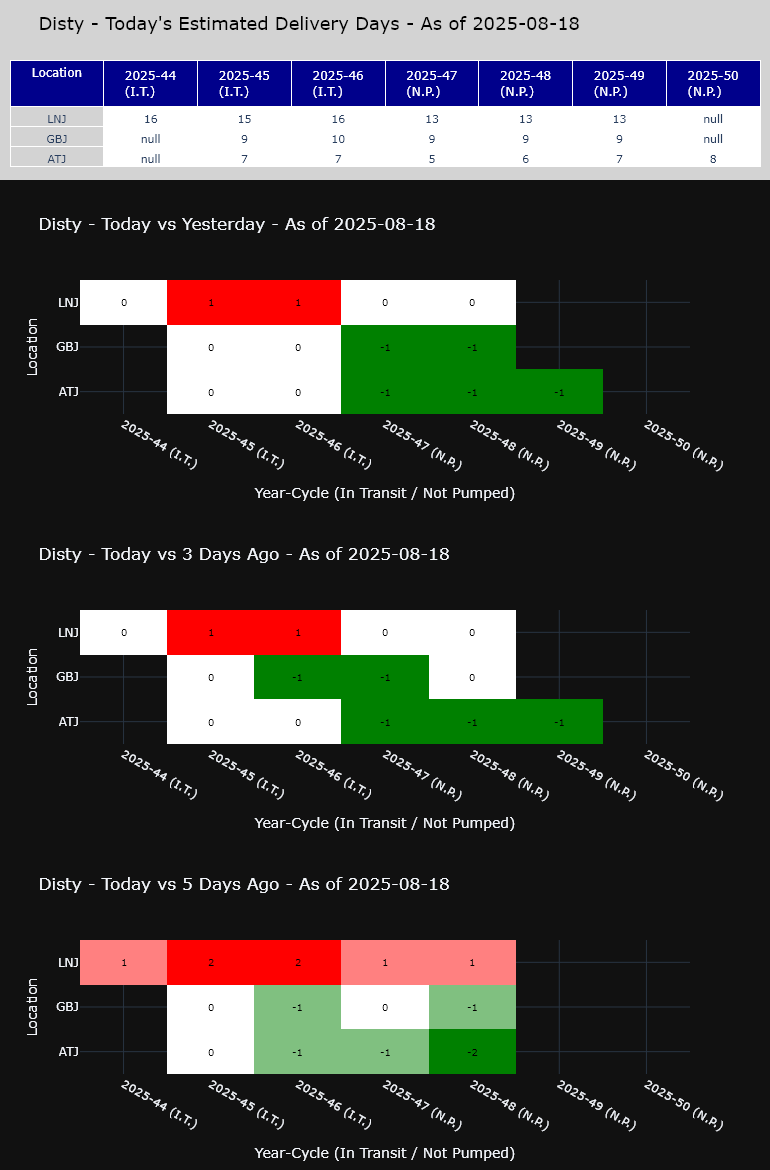 Disty - Today's Estimated Delivery Days - As of 2025-08-18
Location 2025-44 (I.T.) 2025-45 (I.T.) 2025-46 (I.T.) 2025-47 (N.P.) 2025-48 (N.P.) 2025-49 (N.P.) 2025-50 (N.P.)
LNJ 16 15 16 13 13 13 null
GBJ null 9 10 9 9 9 null
ATJ null 7 7 5 6 7 8
Disty - Today vs Yesterday - As of 2025-08-18
Location
LNJ 0 1 1 0 0
GBJ 0 0 -1 -1
ATJ 0 0 -1 -1 -1
2025-44 (I.T.) 2025-45 (I.T.) 2025-46 (I.T.) 2025-47 (N.P.) 2025-48 (N.P.) 2025-49 (N.P.) 2025-50 (N.P.)
Year-Cycle (In Transit / Not Pumped)
Disty - Today vs 3 Days Ago - As of 2025-08-18
Location
LNJ 0 1 1 0 0
GBJ 0 -1 -1 0
ATJ 0 0 -1 -1 -1
2025-44 (I.T.) 2025-45 (I.T.) 2025-46 (I.T.) 2025-47 (N.P.) 2025-48 (N.P.) 2025-49 (N.P.) 2025-50 (N.P.)
Year-Cycle (In Transit / Not Pumped)
Disty - Today vs 5 Days Ago - As of 2025-08-18
Location
LNJ 1 2 2 1 1
GBJ 0 -1 0 -1
ATJ 0 -1 -1 -2
2025-44 (I.T.) 2025-45 (I.T.) 2025-46 (I.T.) 2025-47 (N.P.) 2025-48 (N.P.) 2025-49 (N.P.) 2025-50 (N.P.)
Year-Cycle (In Transit / Not Pumped)